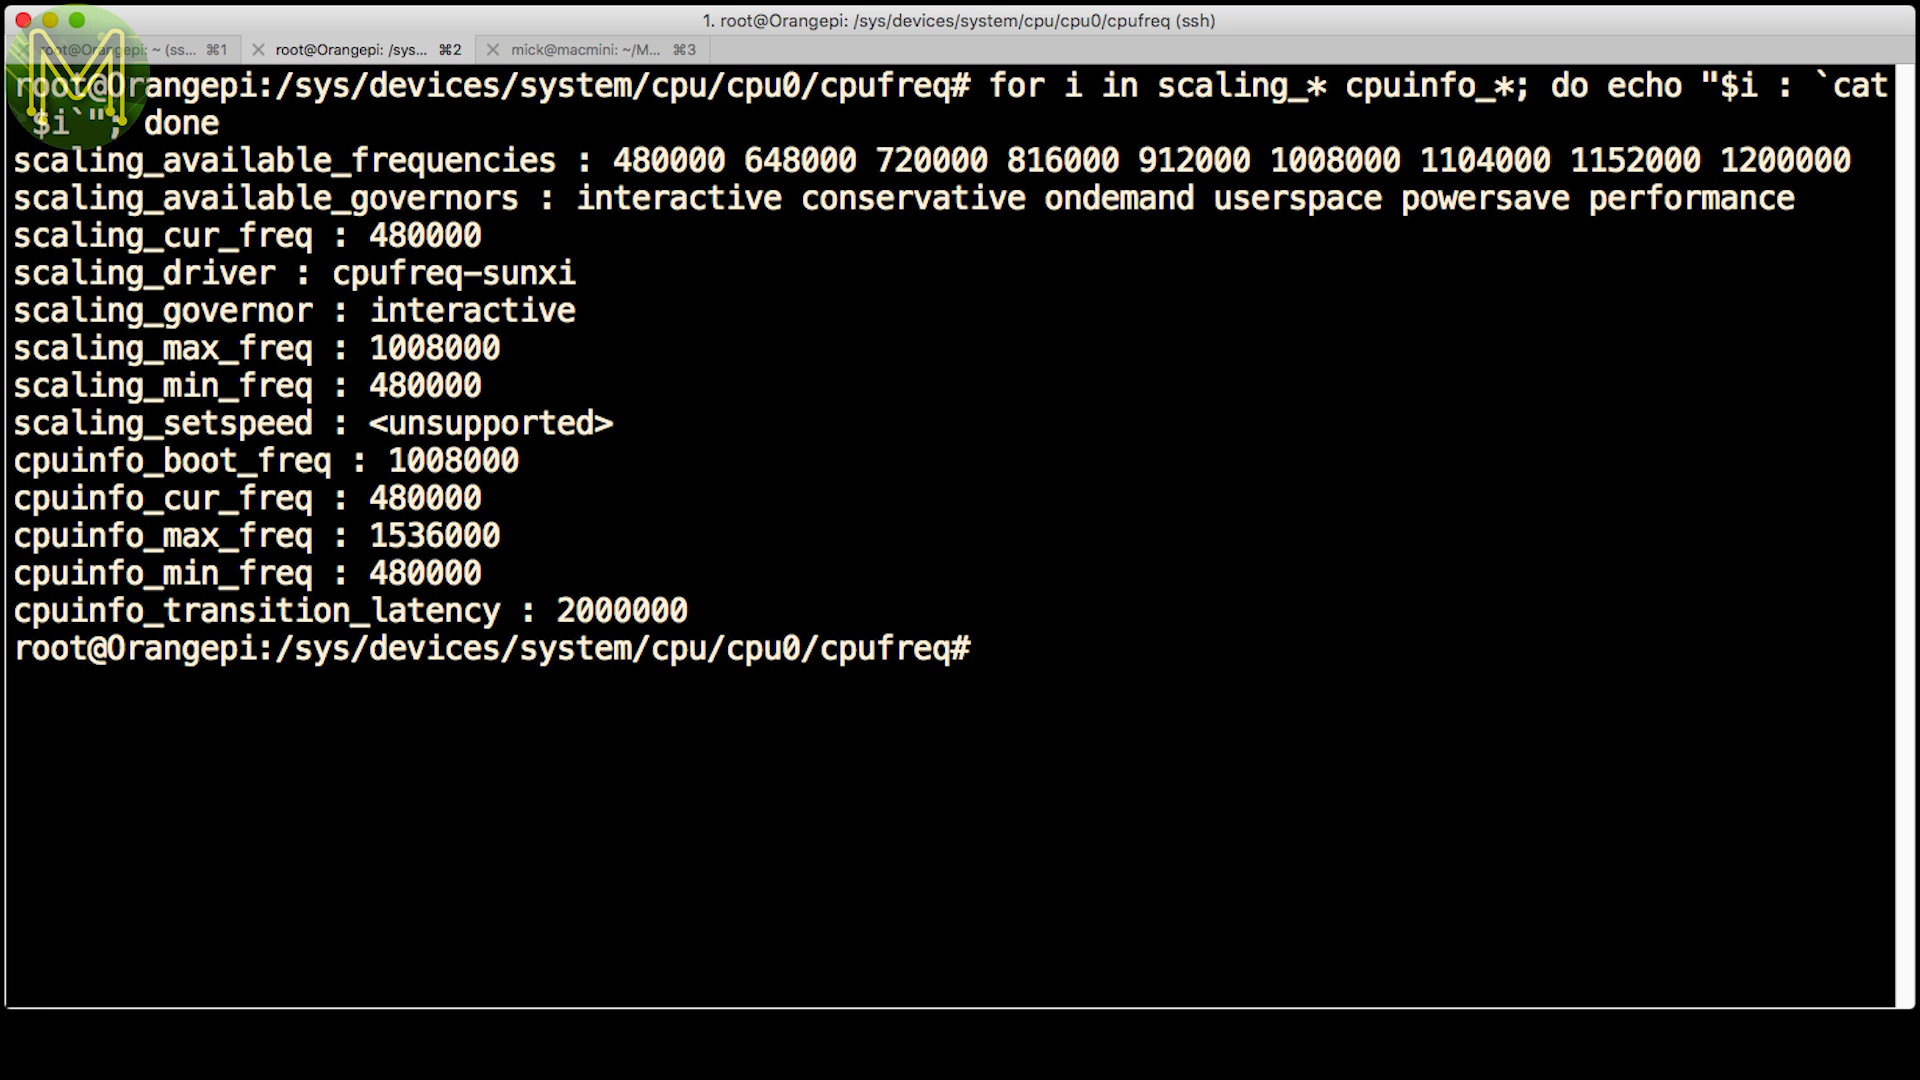 1. root@Orangepi: /sys/devices/system/cpu/cpu0/cpufreq (ssh)
root@Orangepi: ~ (ss... ⌘1 root@Orangepi: /sys... ⌘2 mick@macmini: ~/M... ⌘3
root@Orangepi:/sys/devices/system/cpu/cpu0/cpufreq# for i in scaling_* cpuinfo_*; do echo "$i : `cat
$i`"; done
scaling_available_frequencies : 480000 648000 720000 816000 912000 1008000 1104000 1152000 1200000
scaling_available_governors : interactive conservative ondemand userspace powersave performance
scaling_cur_freq : 480000
scaling_driver : cpufreq-sunxi
scaling_governor : interactive
scaling_max_freq : 1008000
scaling_min_freq : 480000
scaling_setspeed : <unsupported>
cpuinfo_boot_freq : 1008000
cpuinfo_cur_freq : 480000
cpuinfo_max_freq : 1536000
cpuinfo_min_freq : 480000
cpuinfo_transition_latency : 2000000
root@Orangepi:/sys/devices/system/cpu/cpu0/cpufreq#
M